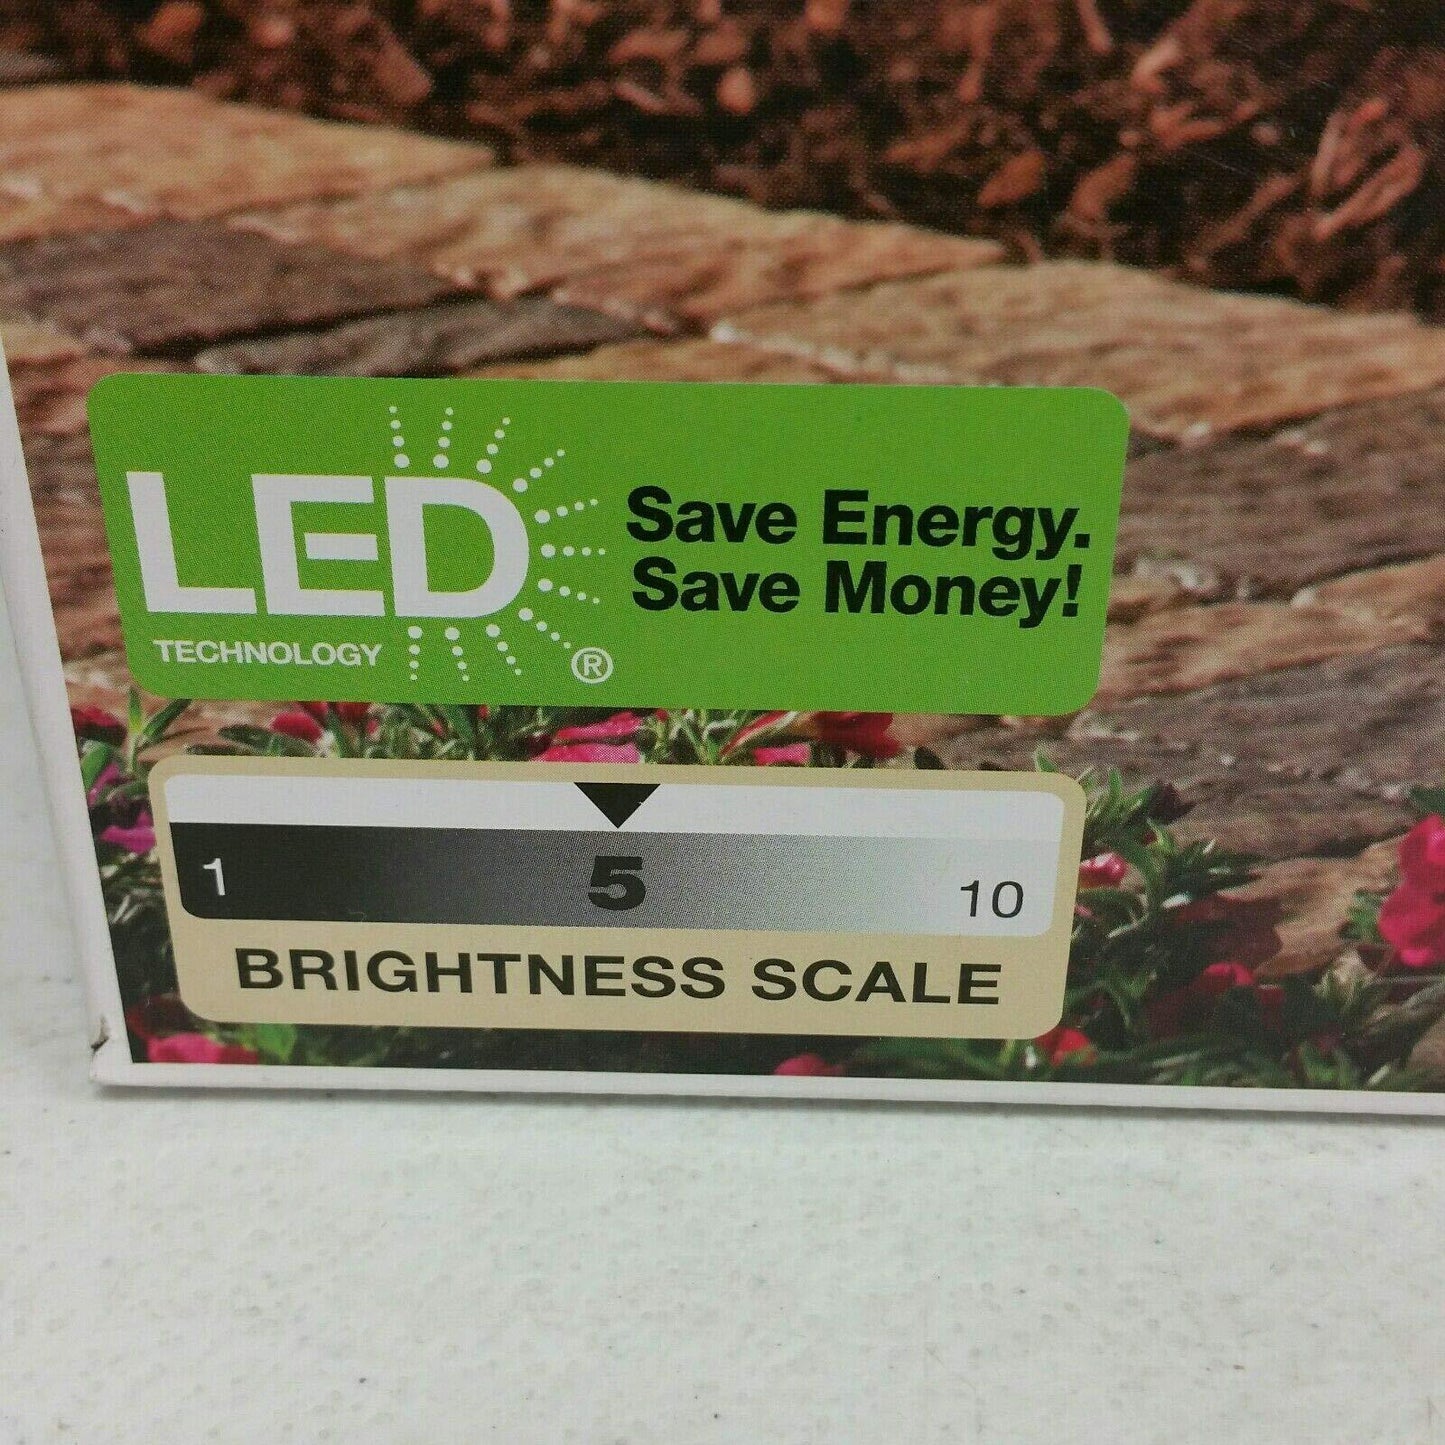 LED
TECHNOLOGY ®
Save Energy.
Save Money!
1 5 10
BRIGHTNESS SCALE